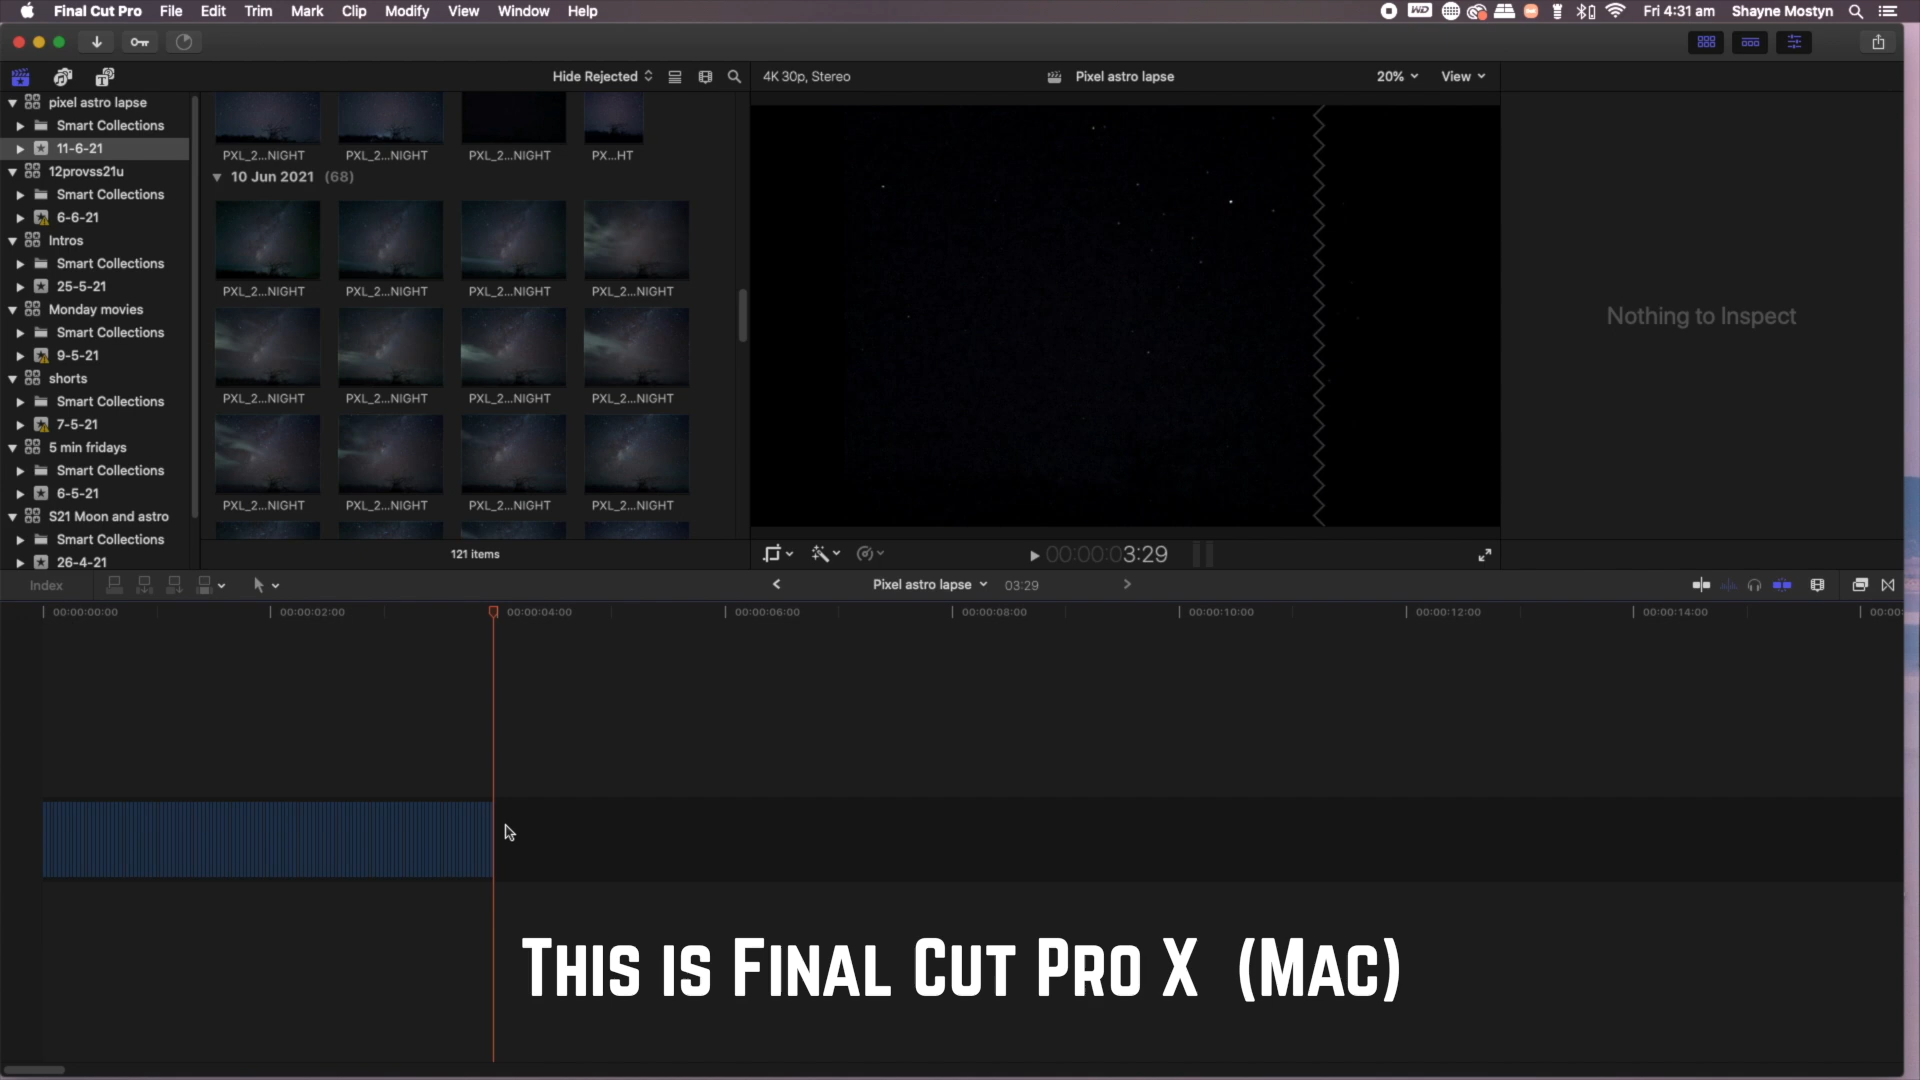 Final Cut Pro File Edit Trim Mark Clip Modify View Window Help
WD Fri 4:31 am Shayne Mostyn
Hide Rejected
4K 30p, Stereo
Pixel astro lapse
20% View
pixel astro lapse
Smart Collections
11-6-21
12provss21u
Smart Collections
6-6-21
Intros
Smart Collections
25-5-21
Monday movies
Smart Collections
9-5-21
shorts
Smart Collections
7-5-21
5 min fridays
Smart Collections
6-5-21
S21 Moon and astro
Smart Collections
26-4-21
PXL_2...NIGHT PXL_2...NIGHT PXL_2...NIGHT PX...HT
10 Jun 2021 (68)
PXL_2...NIGHT PXL_2...NIGHT PXL_2...NIGHT PXL_2...NIGHT
PXL_2...NIGHT PXL_2...NIGHT PXL_2...NIGHT PXL_2...NIGHT
PXL_2...NIGHT PXL_2...NIGHT PXL_2...NIGHT PXL_2...NIGHT
121 items
00:00:03:29
Nothing to Inspect
Index
Pixel astro lapse 03:29
00:00:00:00 00:00:02:00 00:00:04:00 00:00:06:00 00:00:08:00 00:00:10:00 00:00:12:00 00:00:14:00 00:00:
This is Final Cut Pro X (Mac)